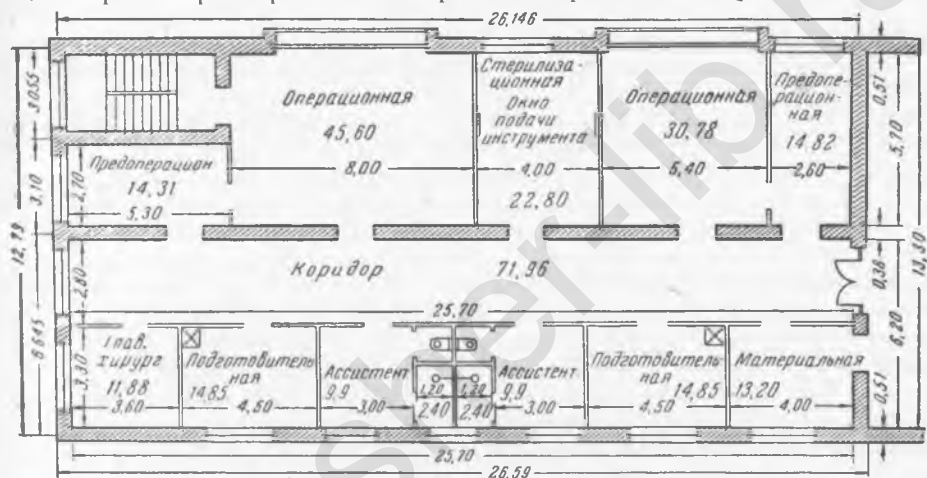 26,146
Операционная
45,60
8,00
Стерилиза-
ционная
Окно
подачи
инструмента
4,00
22,80
Операционная
30,78
5,40
Предопе-
рацион-
ная
14,82
2,60
0,51
5,70
3,055
3,10
12,79
Предоперацион
14,31
5,30
2,70
Коридор 71,96
2,80
25,70
0,38
13,30
6,20
0,51
6,645
3,30
Глав.
хирург
11,88
3,60
Подготовитель-
ная
14,85
4,50
Ассистент
9,9
3,00
1,20
2,40
1,20
2,40
Ассистент
9,9
3,00
Подготовитель-
ная
14,85
4,50
Материальная
13,20
4,00
25,70
26,59